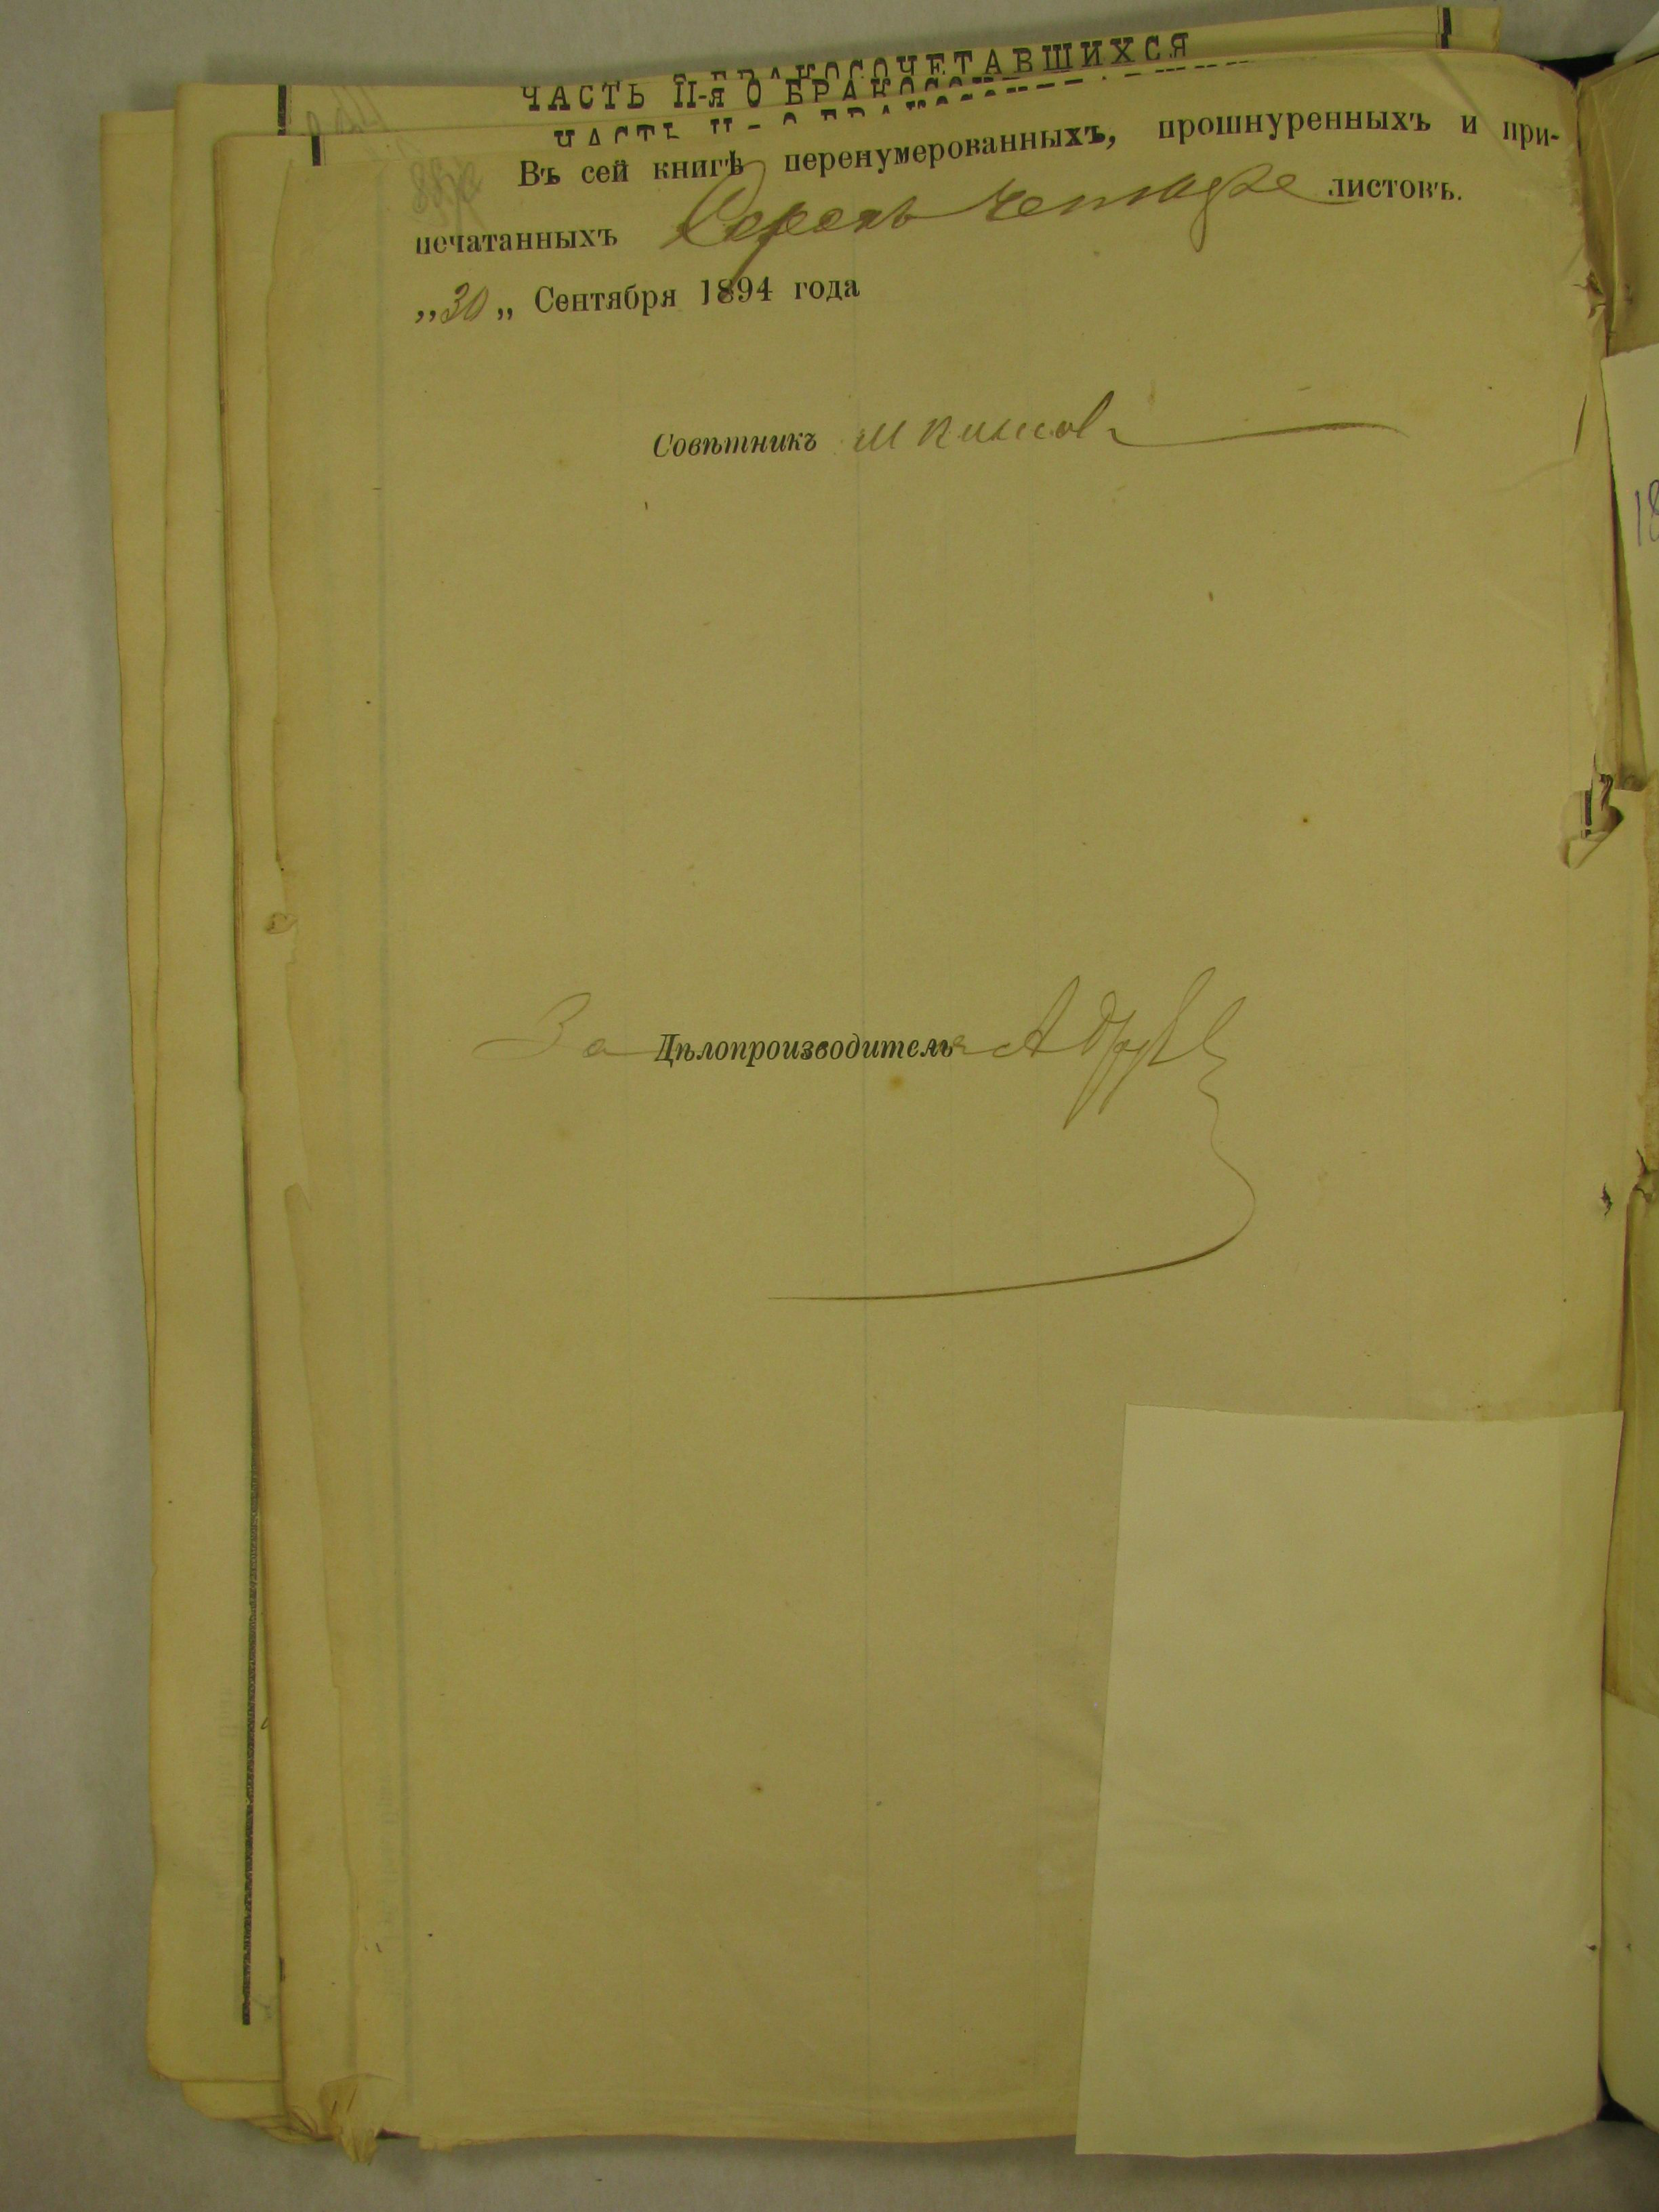 ЧАСТЬ II-я О БРАКОСОЧЕТАВШИХСЯ
Въ сей книгѣ перенумерованныхъ, прошнуренныхъ и при-
печатанныхъ Сорокъ четыре листовъ.
„30„ Сентября 1894 года
Совѣтникъ
За Дѣлопроизводителя